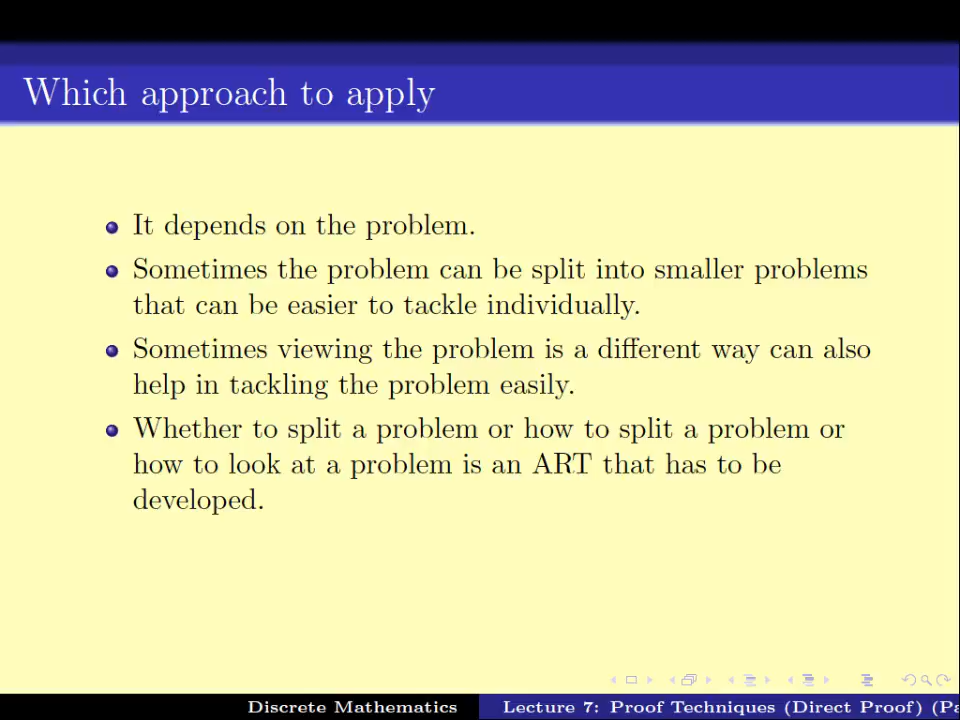 Which approach to apply
It depends on the problem.
Sometimes the problem can be split into smaller problems
that can be easier to tackle individually.
Sometimes viewing the problem is a different way can also
help in tackling the problem easily.
Whether to split a problem or how to split a problem or
how to look at a problem is an ART that has to be
developed.
Discrete Mathematics
Lecture 7: Proof Techniques (Direct Proof) (Pa